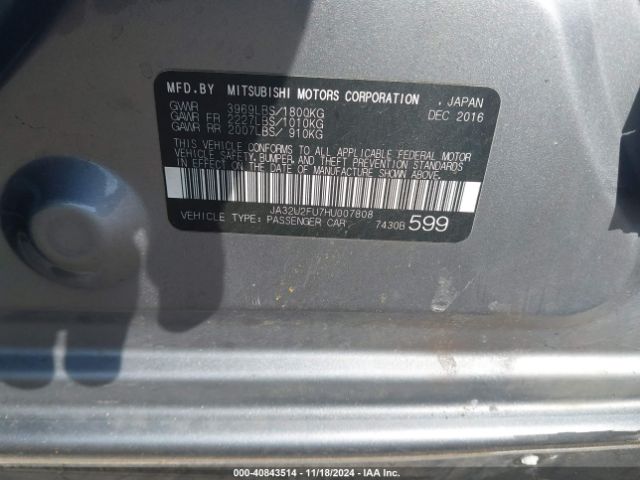 MFD.BY MITSUBISHI MOTORS CORPORATION , JAPAN
GVWR 3969LBS/1800KG DEC 2016
GAWR FR 2227LBS/1010KG
GAWR RR 2007LBS/ 910KG
THIS VEHICLE CONFORMS TO ALL APPLICABLE FEDERAL MOTOR
VEHICLE SAFETY, BUMPER, AND THEFT PREVENTION STANDARDS
IN EFFECT ON THE DATE OF MANUFACTURE SHOWN ABOVE.
JA32U2FU7HU007808
VEHICLE TYPE: PASSENGER CAR 7430B 599
100-40843514 - 11/18/2024 - IAA Inc.